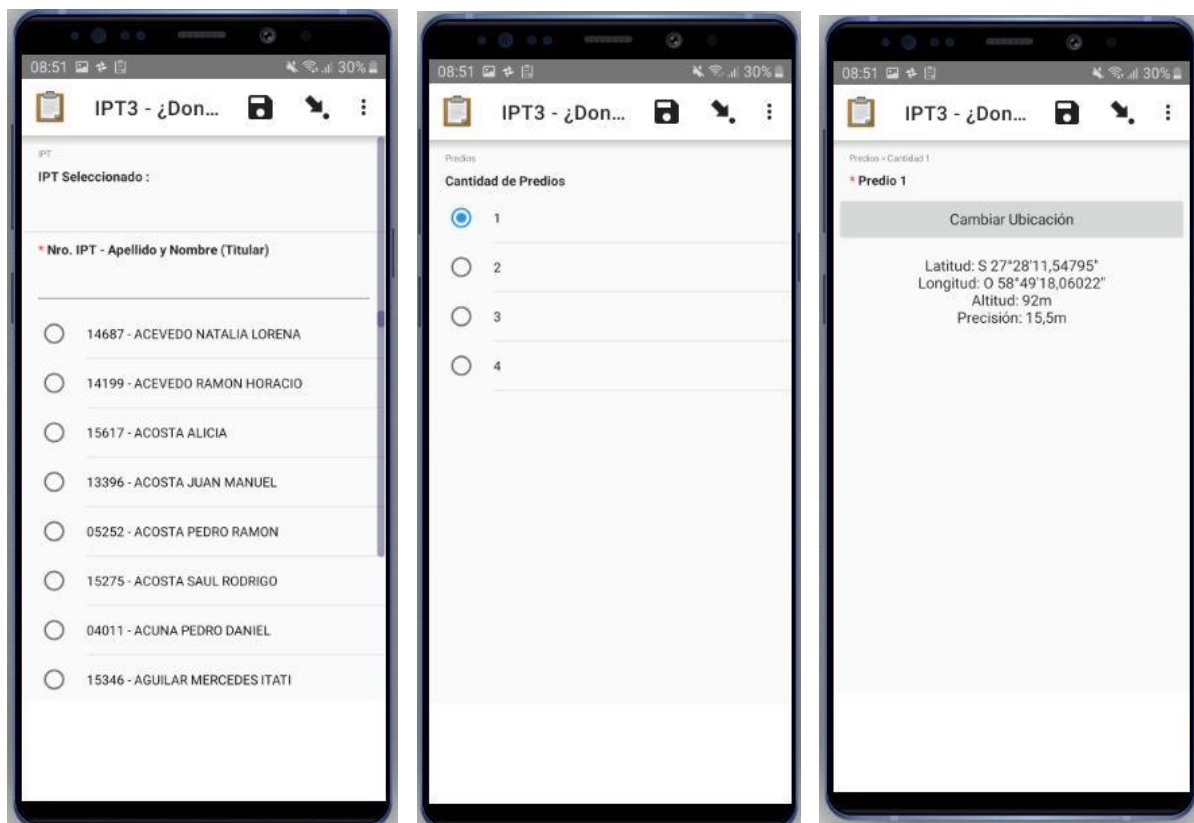 08:51 30%
IPT3 - ¿Don...
IPT
IPT Seleccionado :
* Nro. IPT - Apellido y Nombre (Titular)
14687 - ACEVEDO NATALIA LORENA
14199 - ACEVEDO RAMON HORACIO
15617 - ACOSTA ALICIA
13396 - ACOSTA JUAN MANUEL
05252 - ACOSTA PEDRO RAMON
15275 - ACOSTA SAUL RODRIGO
04011 - ACUNA PEDRO DANIEL
15346 - AGUILAR MERCEDES ITATI
08:51 30%
IPT3 - ¿Don...
Predios
Cantidad de Predios
1
2
3
4
08:51 30%
IPT3 - ¿Don...
Predios > Cantidad 1
* Predio 1
Cambiar Ubicación
Latitud: S 27°28'11,54795"
Longitud: O 58°49'18,06022"
Altitud: 92m
Precisión: 15,5m